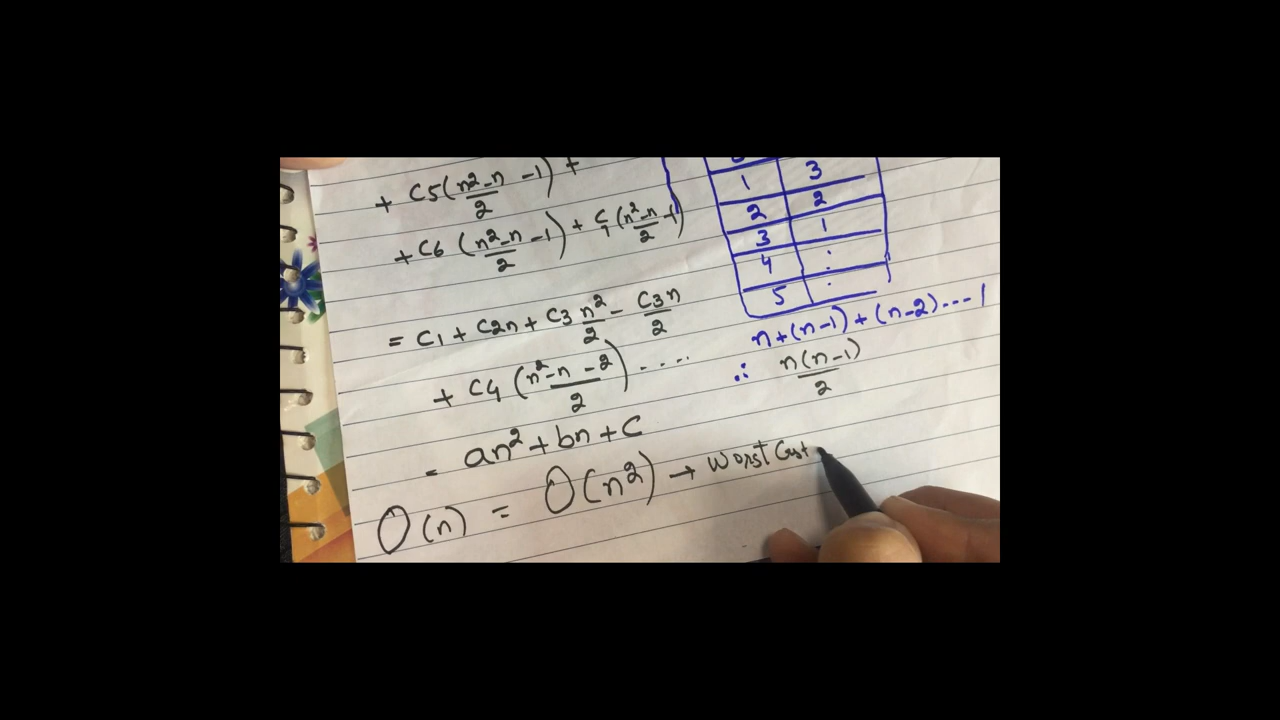 + C5(n²-n/2 -1) +
+ C6 (n²-n/2 -1) + C7 (n²-n/2 -1)
= C1 + C2n + C3 n²/2 - C3n/2
+ C4 (n²-n-2/2) ....
= an² + bn + C
O(n) = O(n²) → Worst Cast
1 3
2 2
3 1
4 :
5 .
n+(n-1)+(n-2)---1
∴ n(n-1)/2